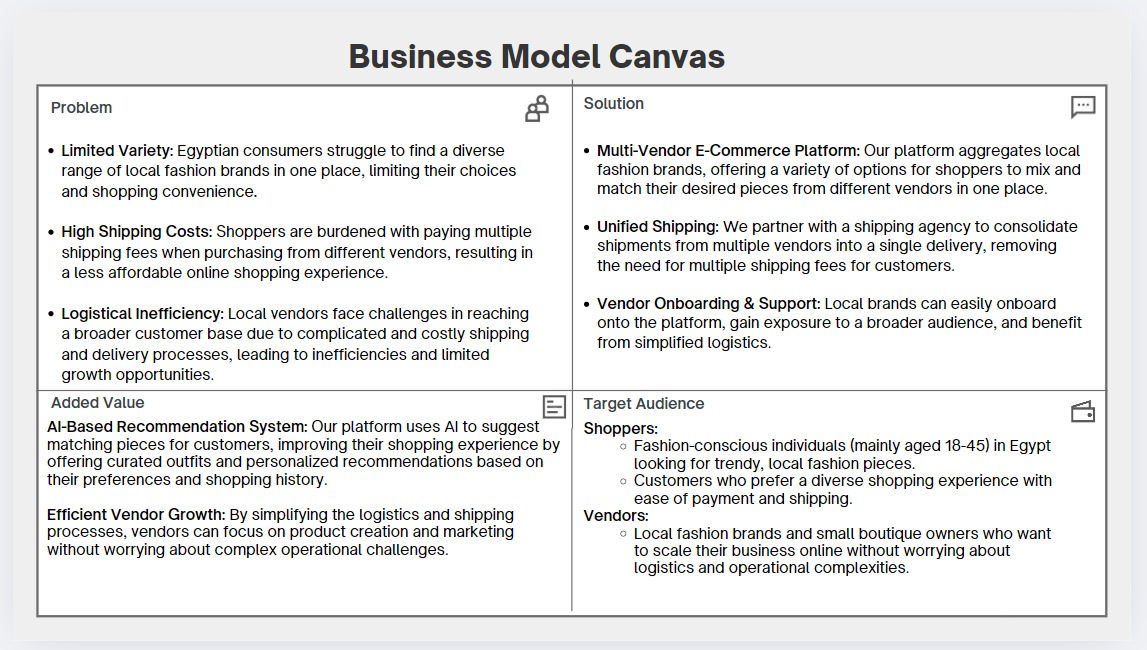 Business Model Canvas
Problem
• Limited Variety: Egyptian consumers struggle to find a diverse
range of local fashion brands in one place, limiting their choices
and shopping convenience.
• High Shipping Costs: Shoppers are burdened with paying multiple
shipping fees when purchasing from different vendors, resulting in
a less affordable online shopping experience.
• Logistical Inefficiency: Local vendors face challenges in reaching
a broader customer base due to complicated and costly shipping
and delivery processes, leading to inefficiencies and limited
growth opportunities.
Solution
• Multi-Vendor E-Commerce Platform: Our platform aggregates local
fashion brands, offering a variety of options for shoppers to mix and
match their desired pieces from different vendors in one place.
• Unified Shipping: We partner with a shipping agency to consolidate
shipments from multiple vendors into a single delivery, removing
the need for multiple shipping fees for customers.
• Vendor Onboarding & Support: Local brands can easily onboard
onto the platform, gain exposure to a broader audience, and benefit
from simplified logistics.
Added Value
AI-Based Recommendation System: Our platform uses AI to suggest
matching pieces for customers, improving their shopping experience by
offering curated outfits and personalized recommendations based on
their preferences and shopping history.
Efficient Vendor Growth: By simplifying the logistics and shipping
processes, vendors can focus on product creation and marketing
without worrying about complex operational challenges.
Target Audience
Shoppers:
◦ Fashion-conscious individuals (mainly aged 18-45) in Egypt
looking for trendy, local fashion pieces.
◦ Customers who prefer a diverse shopping experience with
ease of payment and shipping.
Vendors:
◦ Local fashion brands and small boutique owners who want
to scale their business online without worrying about
logistics and operational complexities.